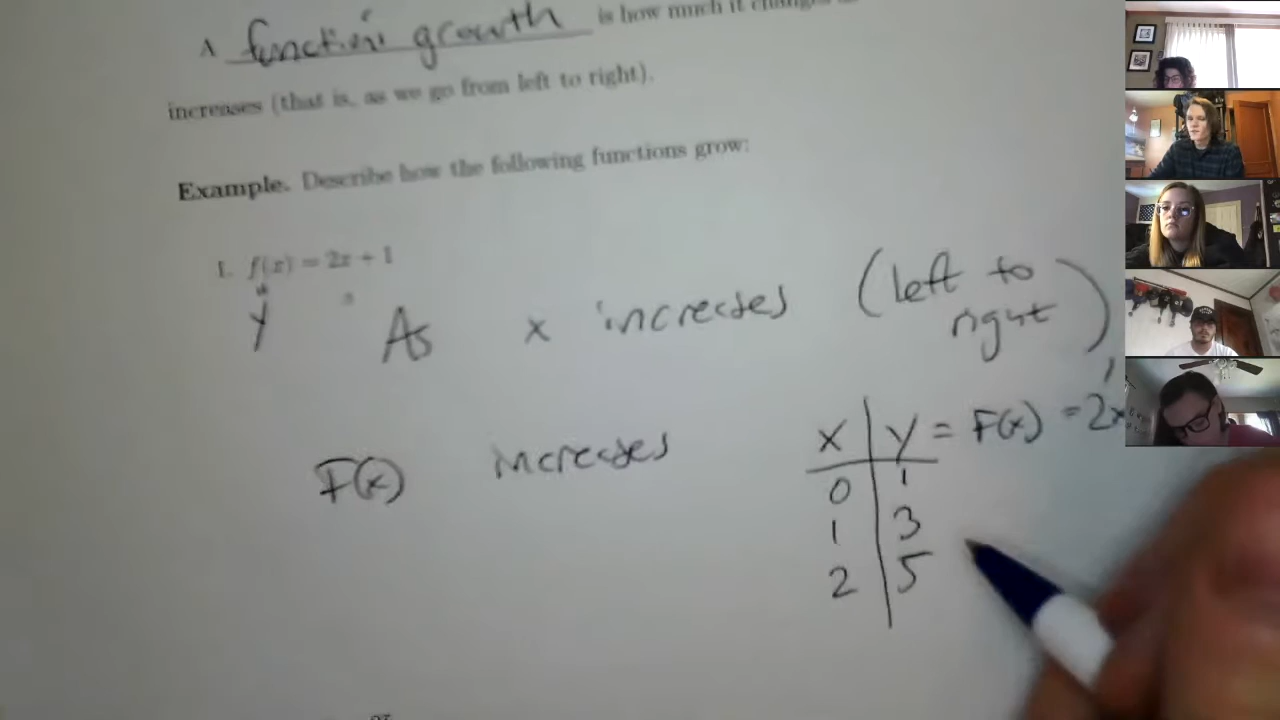 A function growth is how much it changes as
increases (that is, as we go from left to right).
Example. Describe how the following functions grow:
1. f(x) = 2x + 1
y As x increases (left to right),
F(x) increases
x | y = F(x) = 2x
0 | 1
1 | 3
2 | 5